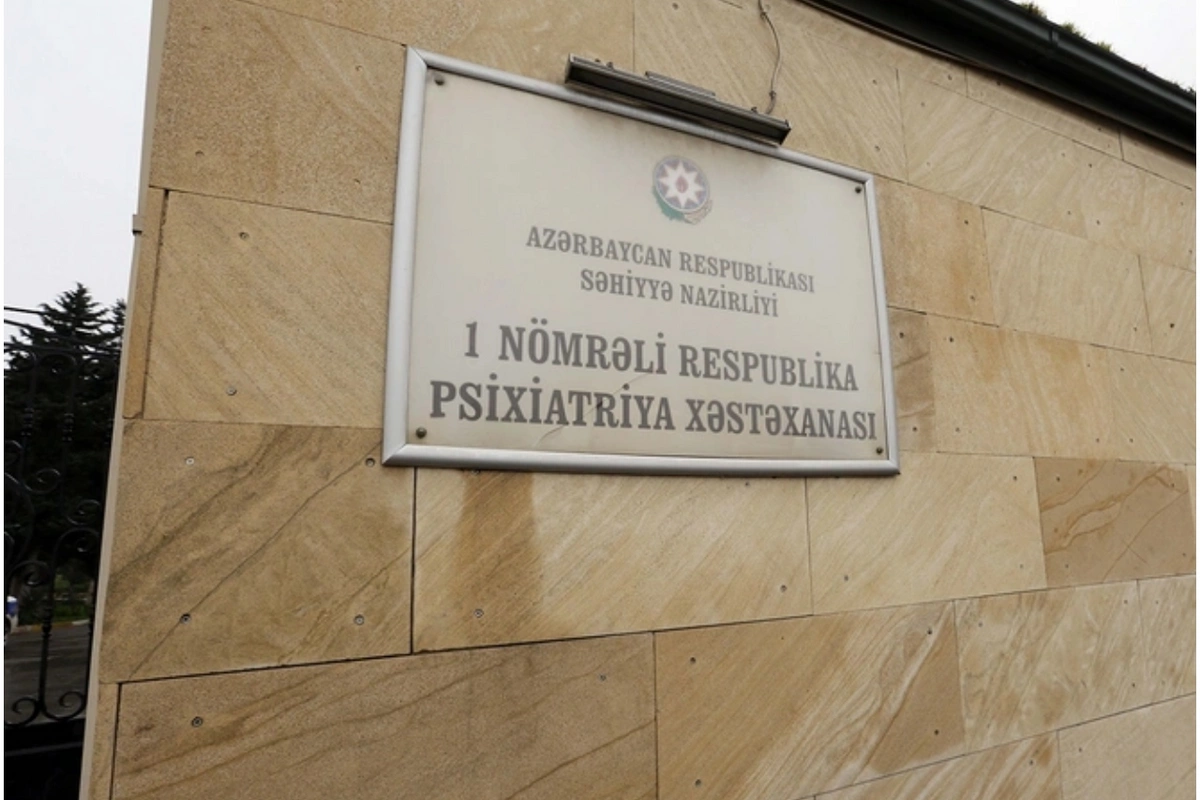 AZƏRBAYCAN RESPUBLİKASI
SƏHİYYƏ NAZİRLİYİ
1 NÖMRƏLİ RESPUBLİKA
PSİXİATRİYA XƏSTƏXANASI